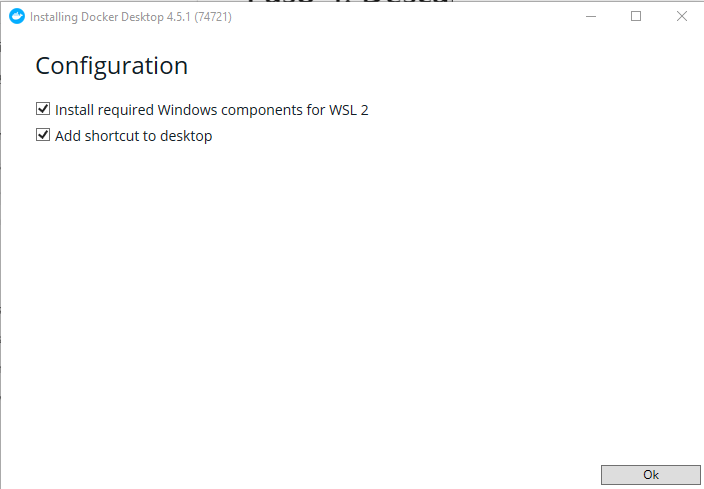 Installing Docker Desktop 4.5.1 (74721)
Configuration
Install required Windows components for WSL 2
Add shortcut to desktop
Ok